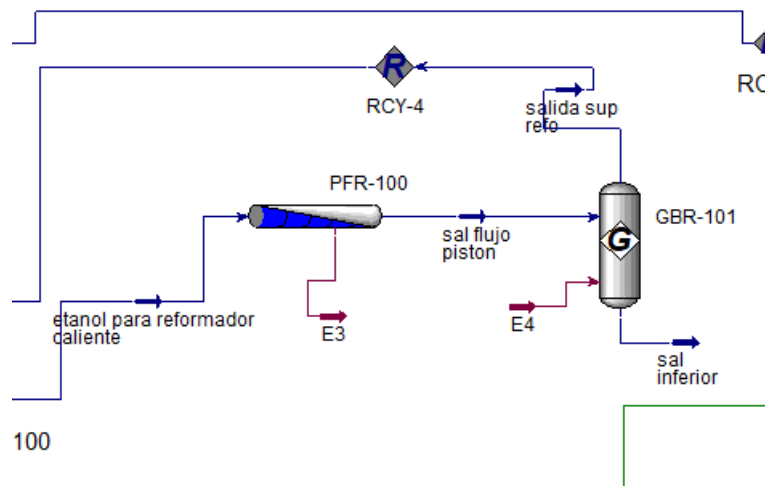 R
RCY-4
RC
salida sup
refo
PFR-100
GBR-101
G
sal flujo
piston
etanol para reformador
caliente
E3
E4
sal
inferior
100